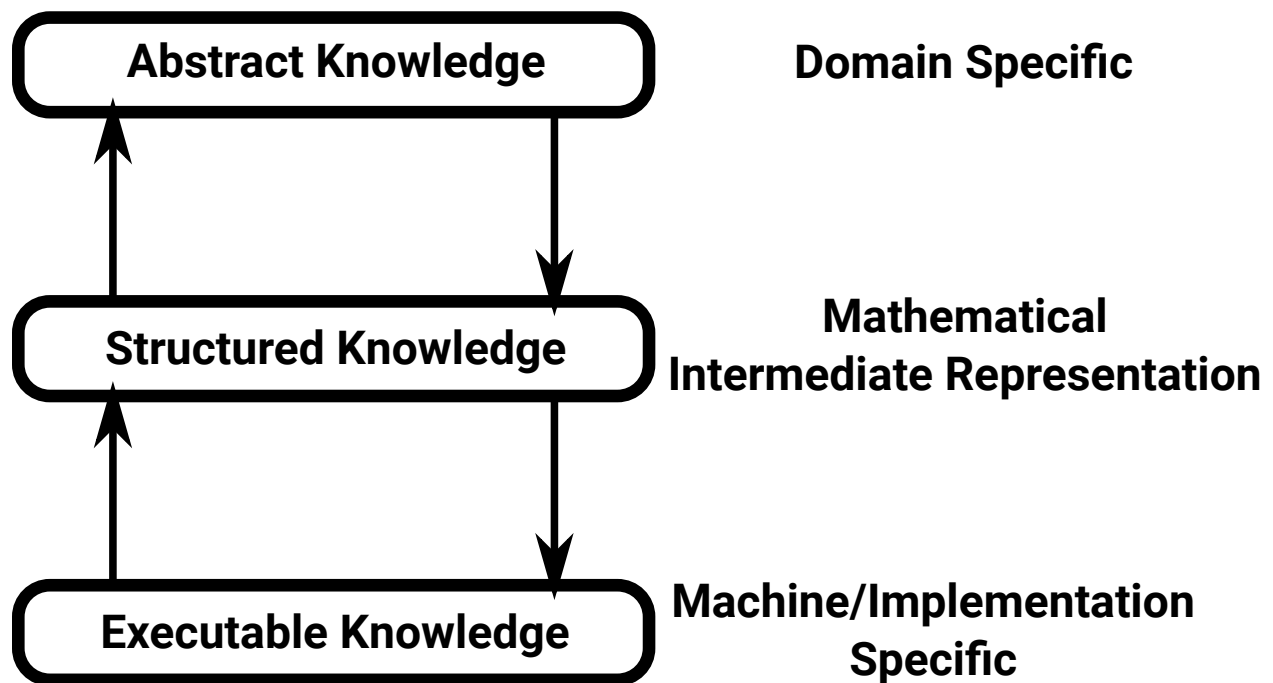 Abstract Knowledge
Domain Specific
Structured Knowledge
Mathematical
Intermediate Representation
Executable Knowledge
Machine/Implementation
Specific